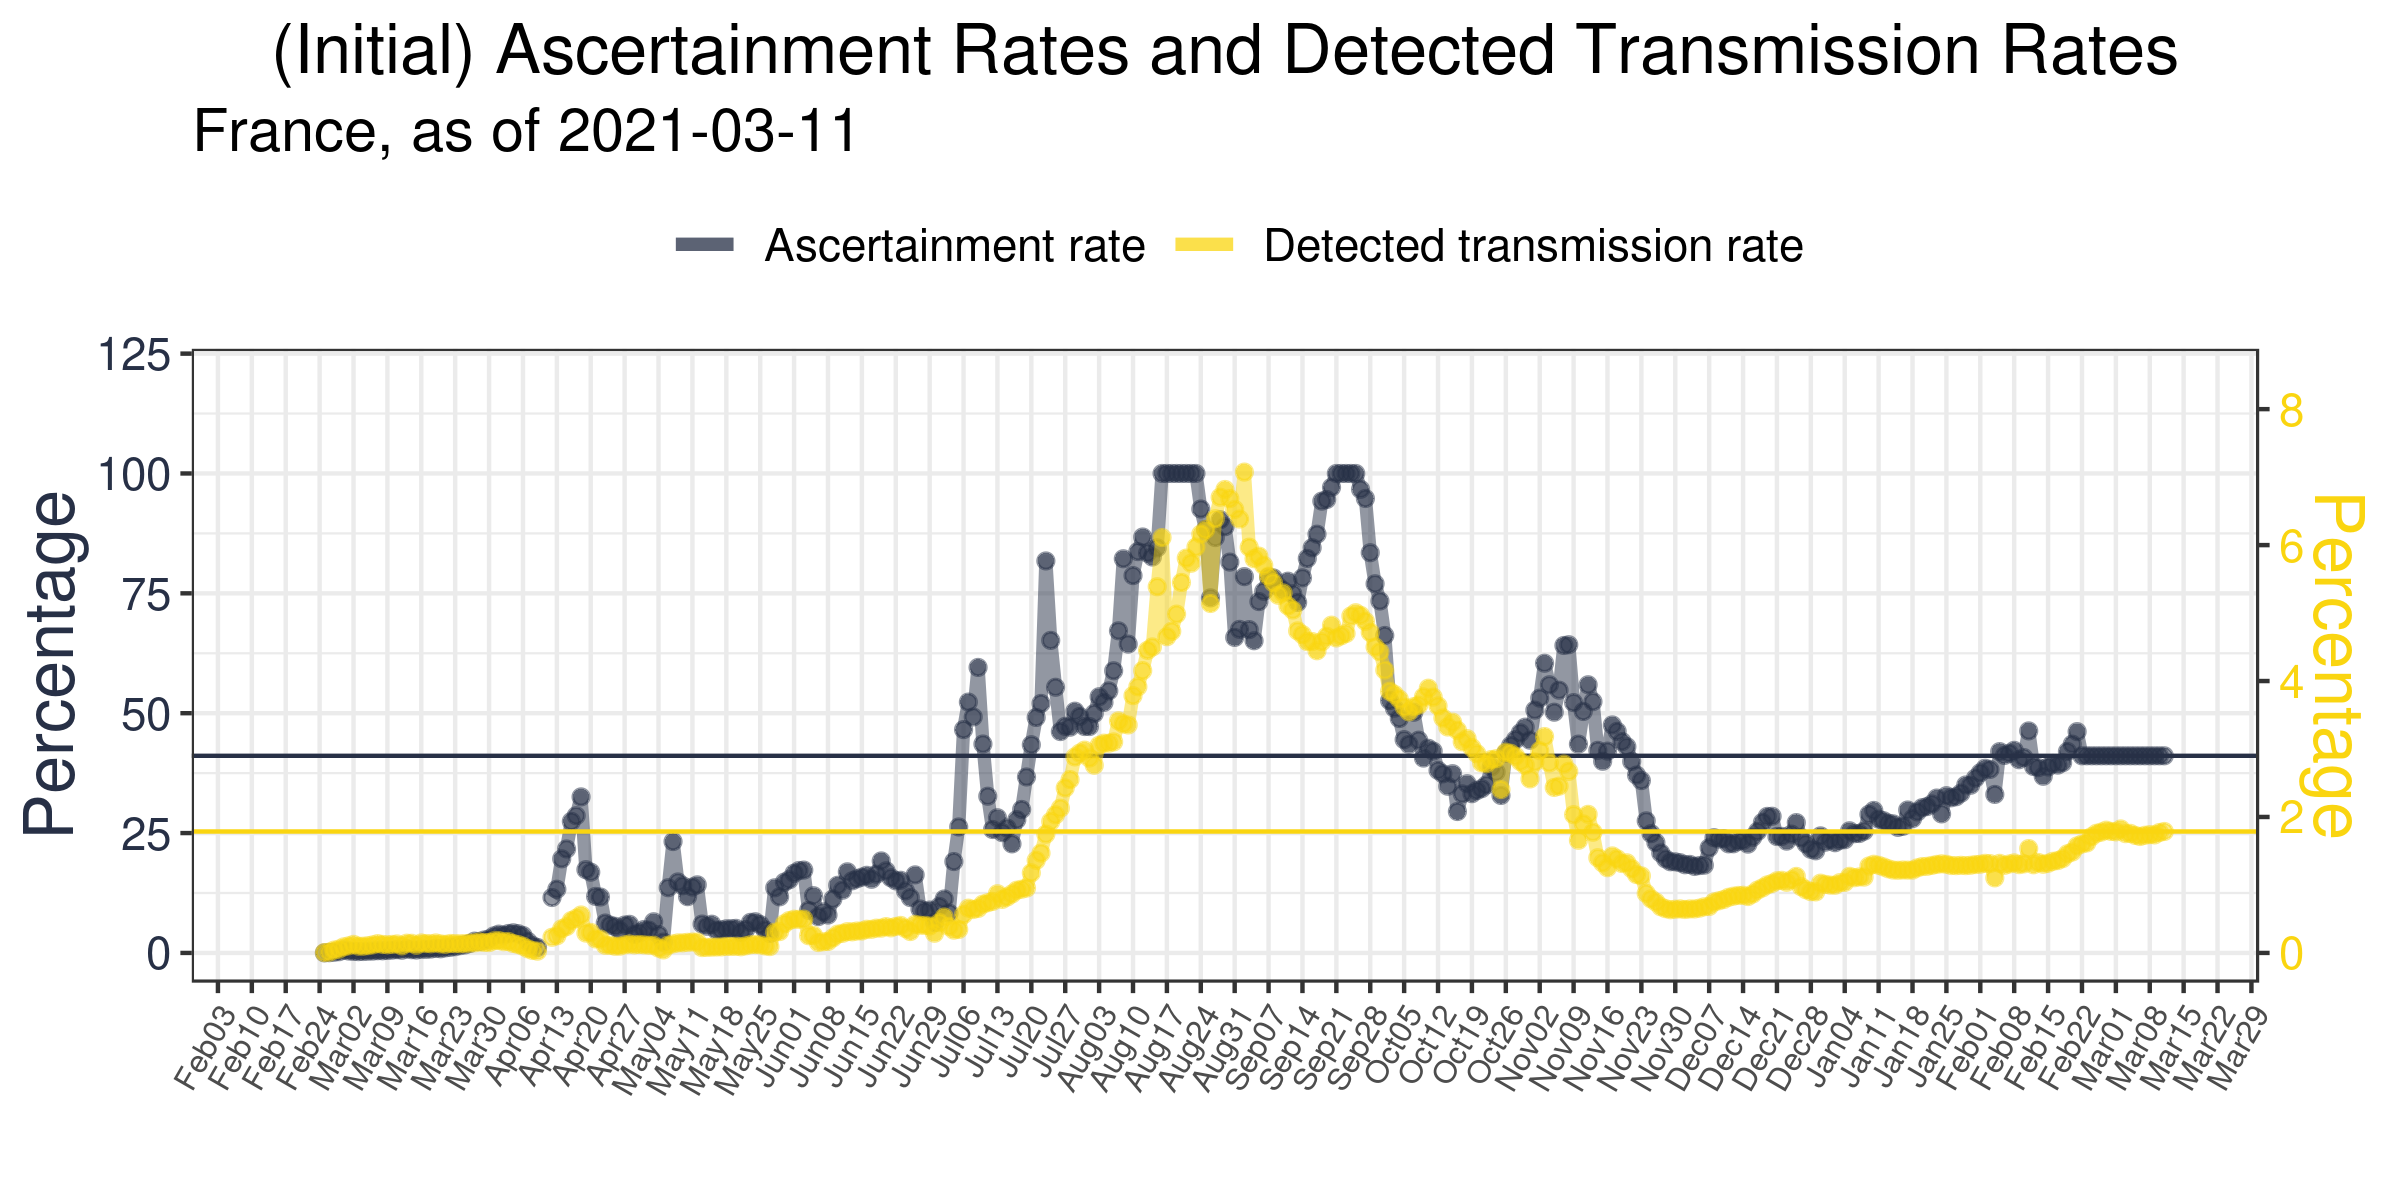 (Initial) Ascertainment Rates and Detected Transmission Rates
France, as of 2021-03-11
Ascertainment rate
Detected transmission rate
Percentage
125
100
75
50
25
0
8
6
4
2
0
Percentage
Feb03
Feb10
Feb17
Feb24
Mar02
Mar09
Mar16
Mar23
Mar30
Apr06
Apr13
Apr20
Apr27
May04
May11
May18
May25
Jun01
Jun08
Jun15
Jun22
Jun29
Jul06
Jul13
Jul20
Jul27
Aug03
Aug10
Aug17
Aug24
Aug31
Sep07
Sep14
Sep21
Sep28
Oct05
Oct12
Oct19
Oct26
Nov02
Nov09
Nov16
Nov23
Nov30
Dec07
Dec14
Dec21
Dec28
Jan04
Jan11
Jan18
Jan25
Feb01
Feb08
Feb15
Feb22
Mar01
Mar08
Mar15
Mar22
Mar29